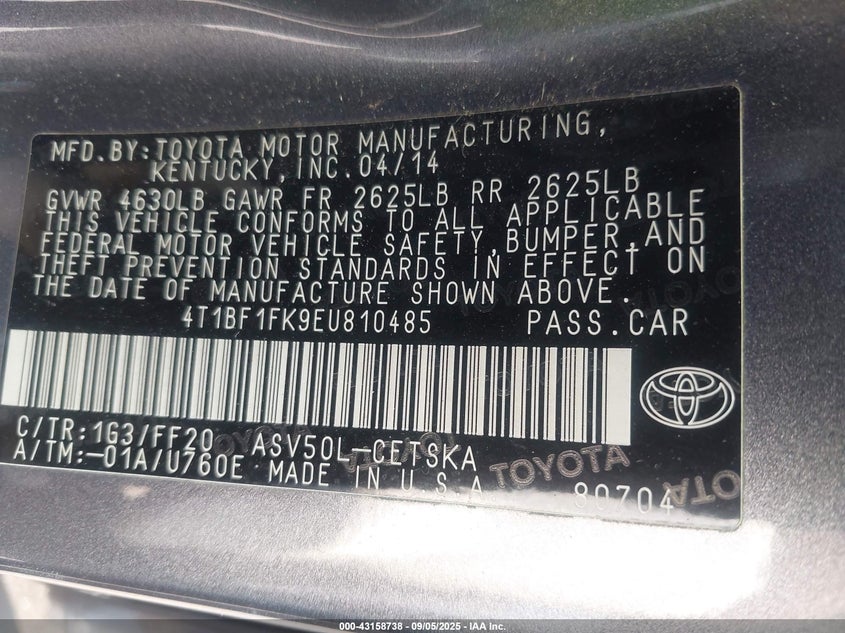 MFD.BY:TOYOTA MOTOR MANUFACTURING,
KENTUCKY,INC.04/14
GVWR 4630LB GAWR FR 2625LB RR 2625LB
THIS VEHICLE CONFORMS TO ALL APPLICABLE
FEDERAL MOTOR VEHICLE SAFETY,BUMPER,AND
THEFT PREVENTION STANDARDS IN EFFECT ON
THE DATE OF MANUFACTURE SHOWN ABOVE.
4T1BF1FK9EU810485 PASS.CAR
C/TR:1G3/FF20 ASV50L-CETSKA
A/TM:-01A/U760E MADE IN U.S.A
TOYOTA
80704
000-43158738 - 09/05/2025 - IAA Inc.